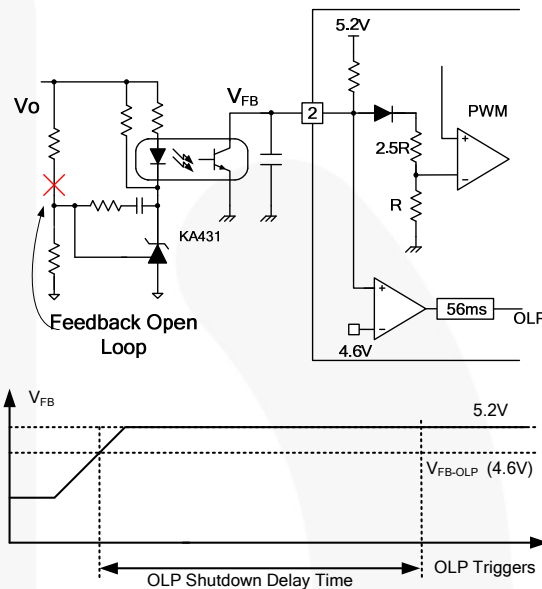 5.2V
Vo
VFB
2
PWM
2.5R
R
KA431
Feedback Open
Loop
56ms
OLP
4.6V
VFB
5.2V
VFB-OLP (4.6V)
OLP Triggers
OLP Shutdown Delay Time